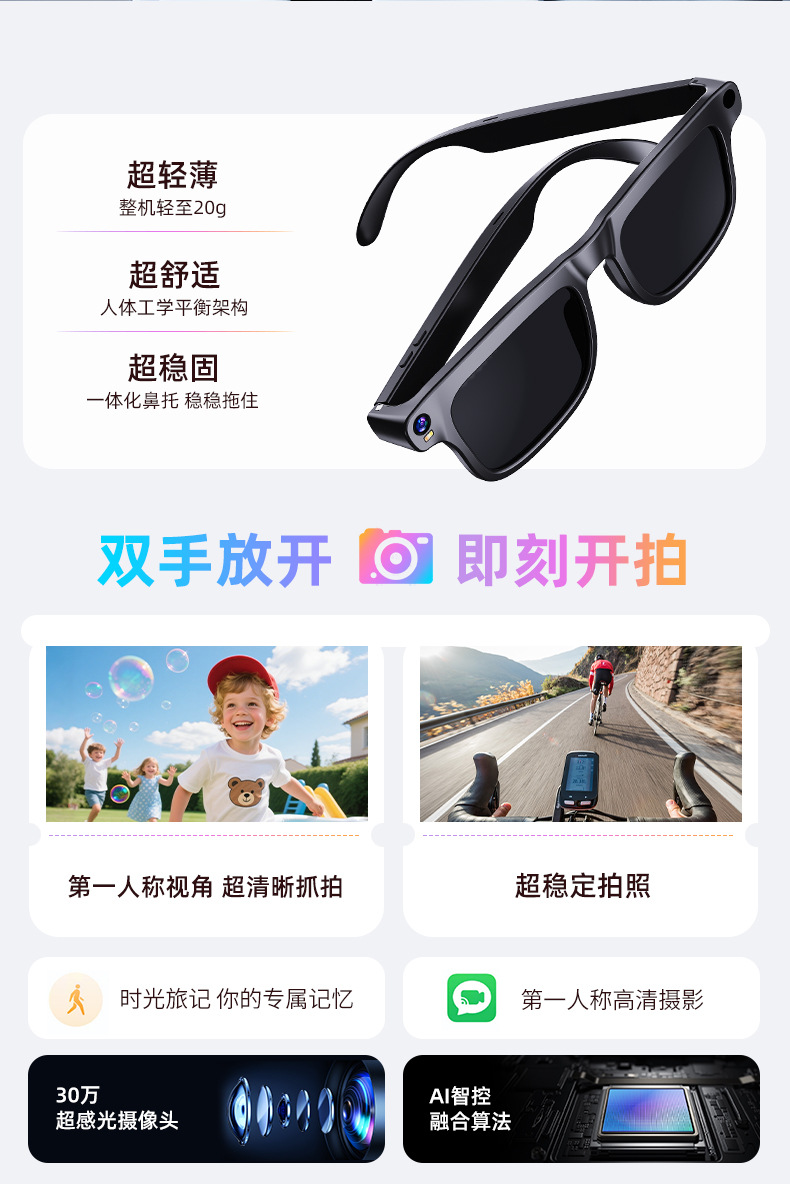 超轻薄
整机轻至20g
超舒适
人体工学平衡架构
超稳固
一体化鼻托 稳稳拖住
双手放开 即刻开拍
第一人称视角 超清晰抓拍
超稳定拍照
时光旅记 你的专属记忆
第一人称高清摄影
30万
超感光摄像头
AI智控
融合算法